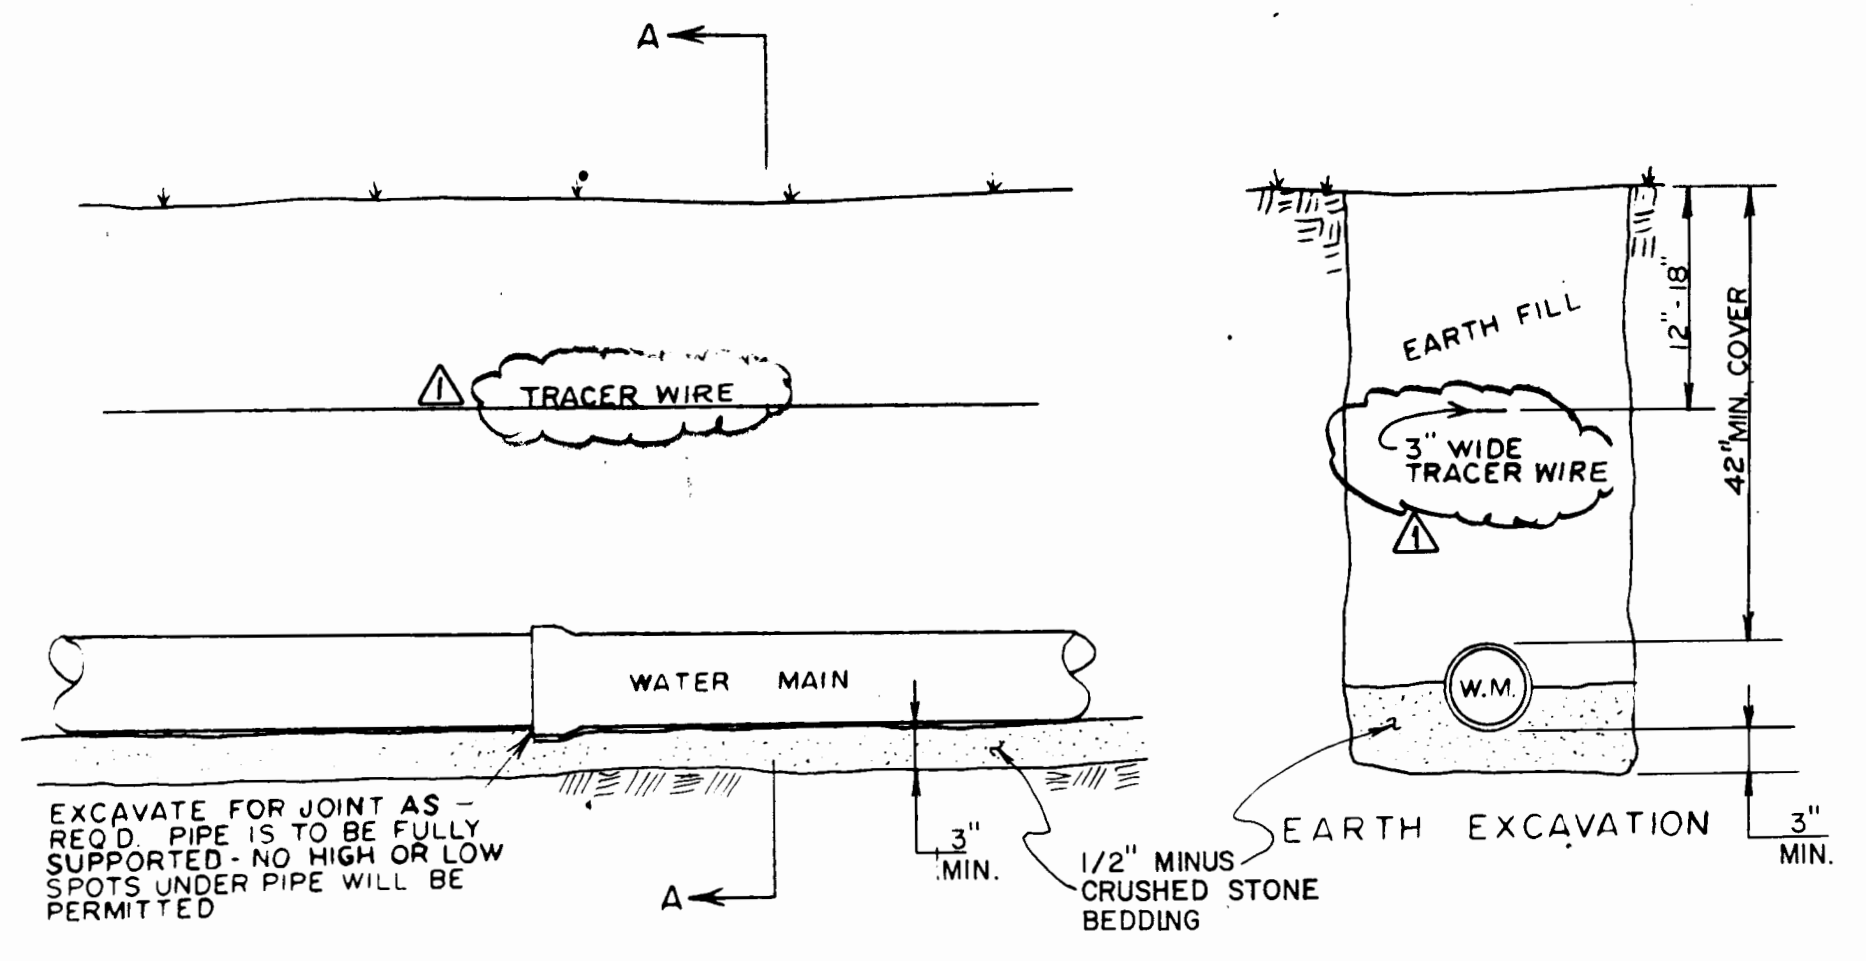 A
1
TRACER WIRE
WATER MAIN
EXCAVATE FOR JOINT AS -
REQ'D. PIPE IS TO BE FULLY
SUPPORTED - NO HIGH OR LOW
SPOTS UNDER PIPE WILL BE
PERMITTED
A
3"
MIN.
1/2" MINUS
CRUSHED STONE
BEDDING
EARTH FILL
12" - 18"
42" MIN. COVER
3" WIDE
TRACER WIRE
1
W.M.
EARTH EXCAVATION
3"
MIN.